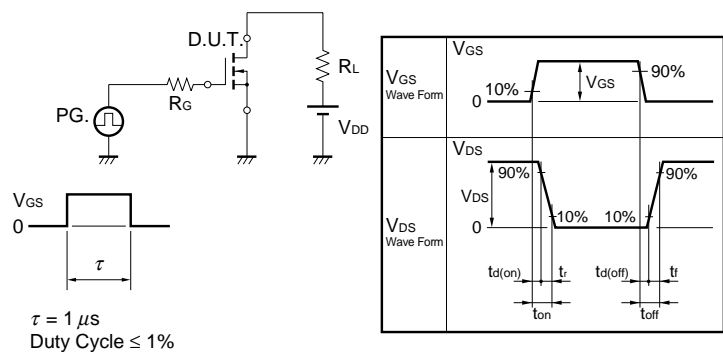 D.U.T.
RL
RG
PG.
VDD
VGS
0
τ
τ = 1 μs
Duty Cycle ≤ 1%
VGS
Wave Form
VGS
10%
VGS
90%
0
VDS
Wave Form
VDS
90%
VDS
10%
10%
90%
0
td(on)
tr
td(off)
tf
ton
toff